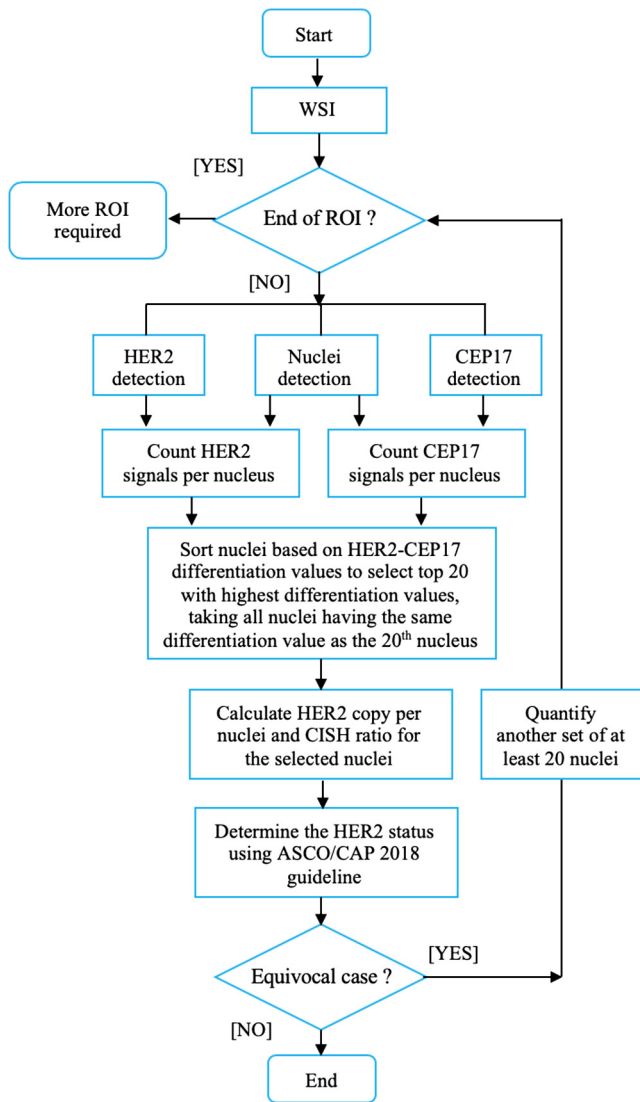 Start
WSI
[YES]
More ROI
required
End of ROI ?
[NO]
HER2
detection
Nuclei
detection
CEP17
detection
Count HER2
signals per nucleus
Count CEP17
signals per nucleus
Sort nuclei based on HER2-CEP17
differentiation values to select top 20
with highest differentiation values,
taking all nuclei having the same
differentiation value as the 20th nucleus
Calculate HER2 copy per
nuclei and CISH ratio for
the selected nuclei
Quantify
another set of at
least 20 nuclei
Determine the HER2 status
using ASCO/CAP 2018
guideline
Equivocal case ?
[YES]
[NO]
End